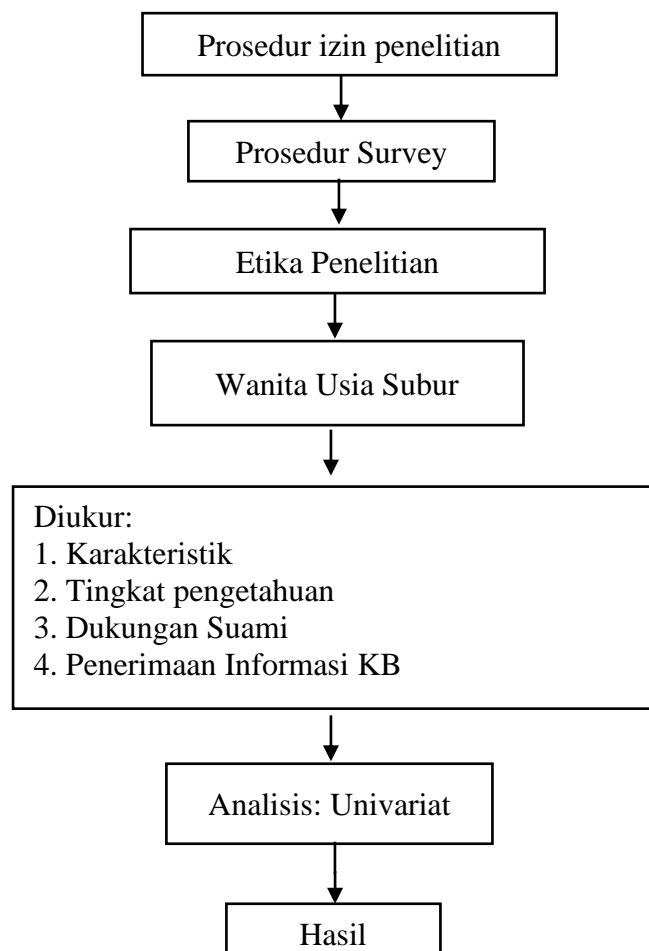 Prosedur izin penelitian
Prosedur Survey
Etika Penelitian
Wanita Usia Subur
Diukur:
1. Karakteristik
2. Tingkat pengetahuan
3. Dukungan Suami
4. Penerimaan Informasi KB
Analisis: Univariat
Hasil